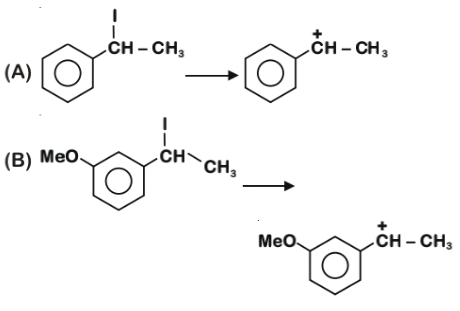 I
CH – CH₃
+
CH – CH₃
(A)
I
(B) MeO
CH
CH₃
+
MeO
CH – CH₃